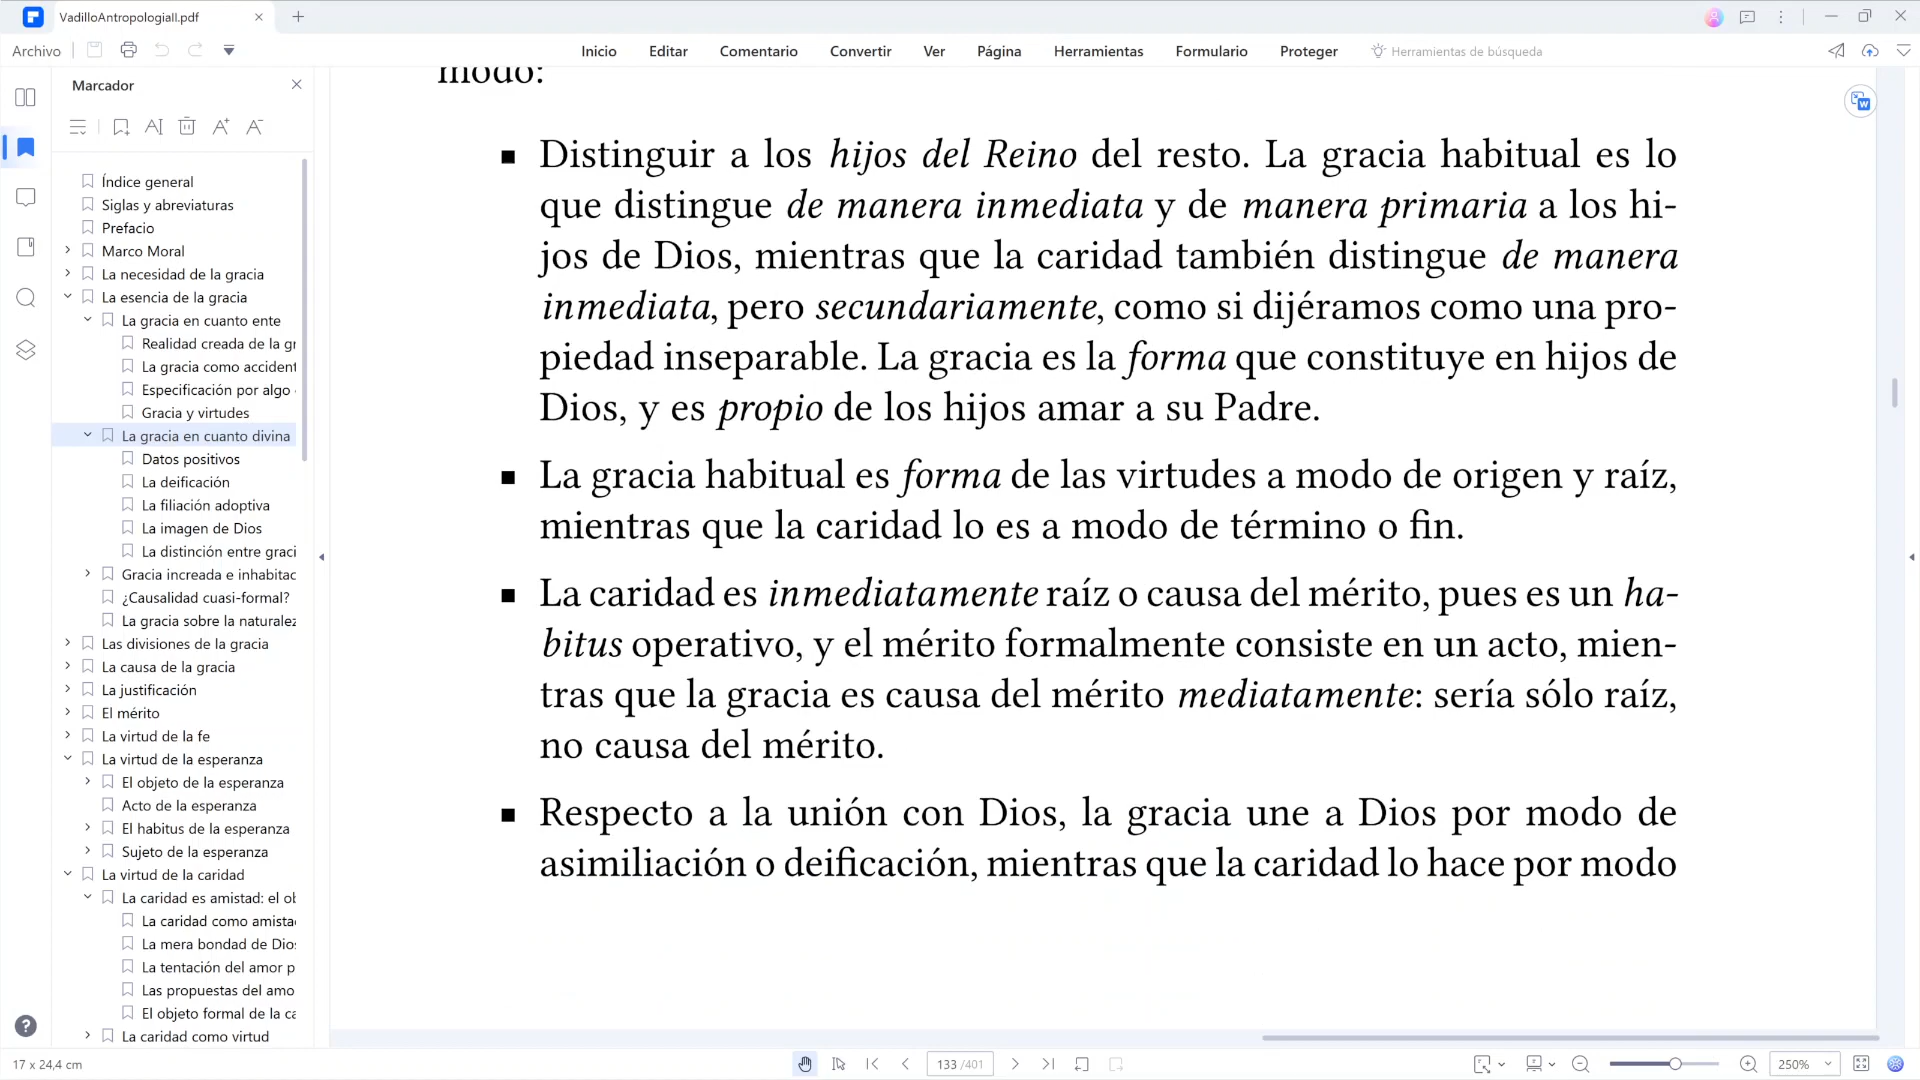 VadilloAntropologiaII.pdf
Archivo
Inicio
Editar
Comentario
Convertir
Ver
Página
Herramientas
Formulario
Proteger
Herramientas de búsqueda
Marcador
Índice general
Siglas y abreviaturas
Prefacio
Marco Moral
La necesidad de la gracia
La esencia de la gracia
La gracia en cuanto ente
Realidad creada de la gr
La gracia como accident
Especificación por algo
Gracia y virtudes
La gracia en cuanto divina
Datos positivos
La deificación
La filiación adoptiva
La imagen de Dios
La distinción entre graci
Gracia increada e inhabitac
¿Causalidad cuasi-formal?
La gracia sobre la naturalez
Las divisiones de la gracia
La causa de la gracia
La justificación
El mérito
La virtud de la fe
La virtud de la esperanza
El objeto de la esperanza
Acto de la esperanza
El habitus de la esperanza
Sujeto de la esperanza
La virtud de la caridad
La caridad es amistad: el ob
La caridad como amista
La mera bondad de Dio
La tentación del amor p
Las propuestas del amo
El objeto formal de la ca
La caridad como virtud
modo:
■ Distinguir a los hijos del Reino del resto. La gracia habitual es lo
que distingue de manera inmediata y de manera primaria a los hi-
jos de Dios, mientras que la caridad también distingue de manera
inmediata, pero secundariamente, como si dijéramos como una pro-
piedad inseparable. La gracia es la forma que constituye en hijos de
Dios, y es propio de los hijos amar a su Padre.
■ La gracia habitual es forma de las virtudes a modo de origen y raíz,
mientras que la caridad lo es a modo de término o fin.
■ La caridad es inmediatamente raíz o causa del mérito, pues es un ha-
bitus operativo, y el mérito formalmente consiste en un acto, mien-
tras que la gracia es causa del mérito mediatamente: sería sólo raíz,
no causa del mérito.
■ Respecto a la unión con Dios, la gracia une a Dios por modo de
asimiliación o deificación, mientras que la caridad lo hace por modo
17 x 24,4 cm
133 /401
250%